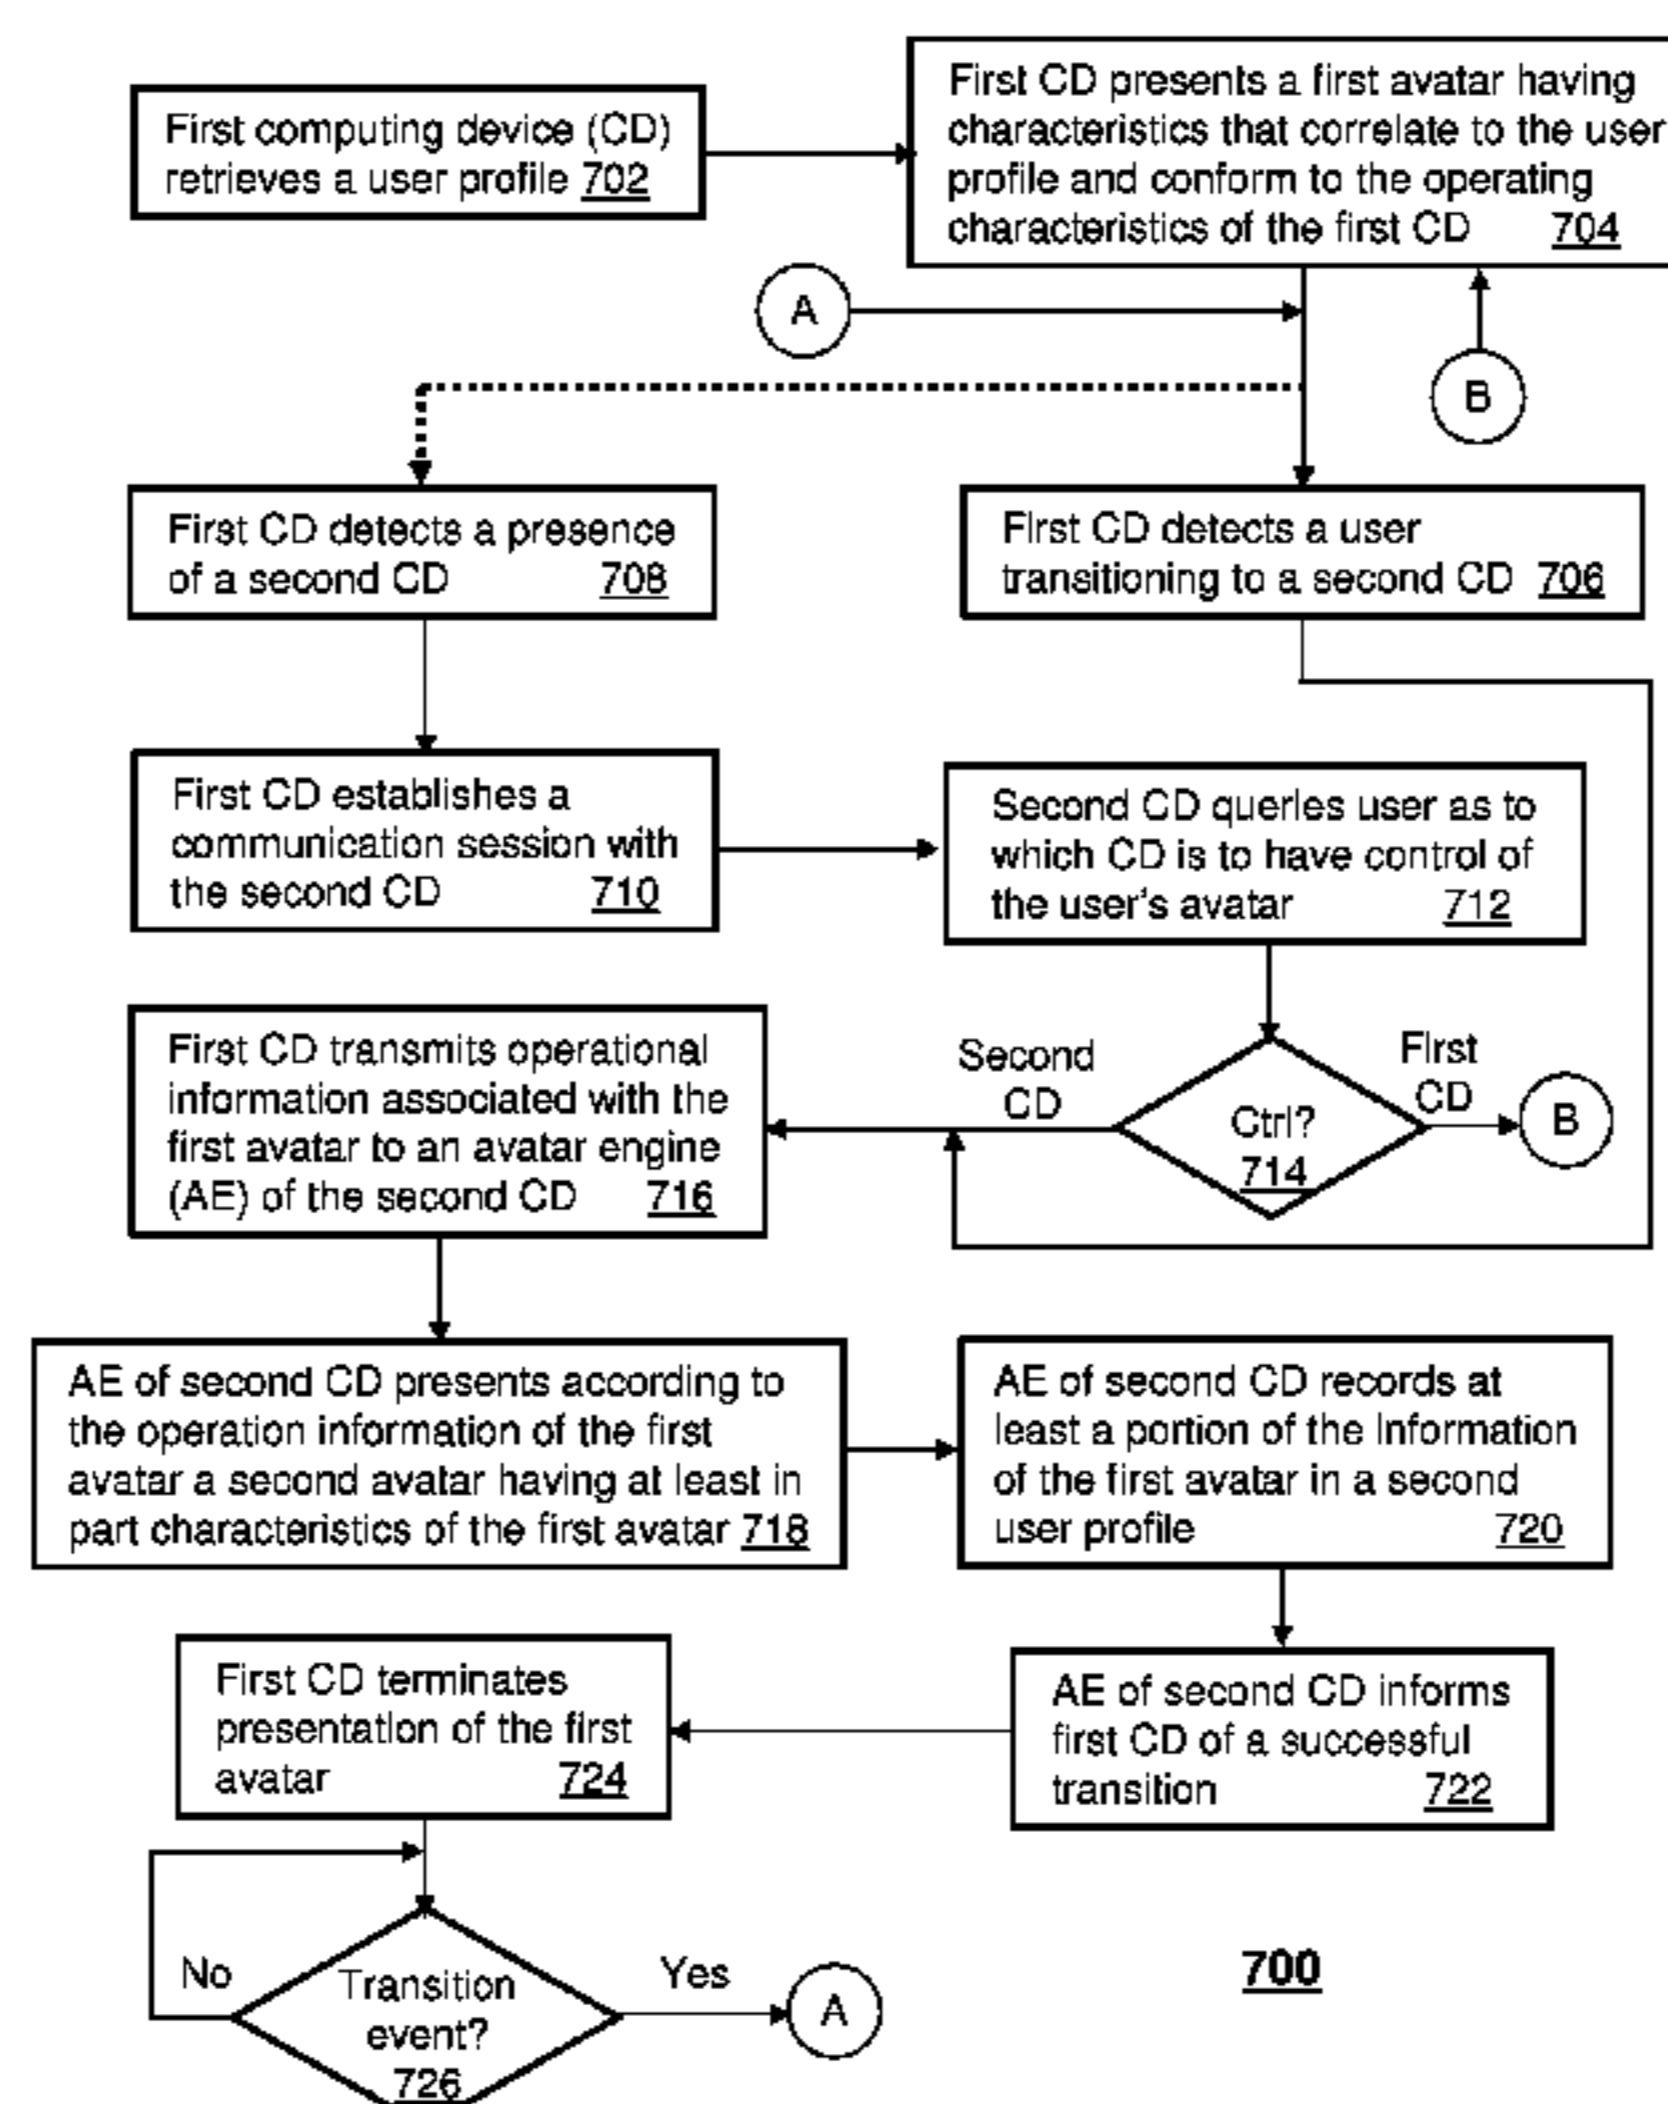 First computing device (CD)
retrieves a user profile 702
First CD presents a first avatar having
characteristics that correlate to the user
profile and conform to the operating
characteristics of the first CD 704
A
B
First CD detects a presence
of a second CD 708
First CD detects a user
transitioning to a second CD 706
First CD establishes a
communication session with
the second CD 710
Second CD queries user as to
which CD is to have control of
the user's avatar 712
First CD transmits operational
information associated with the
first avatar to an avatar engine
(AE) of the second CD 716
Second
CD
Ctrl?
714
First
CD
B
AE of second CD presents according to
the operation information of the first
avatar a second avatar having at least in
part characteristics of the first avatar 718
AE of second CD records at
least a portion of the Information
of the first avatar in a second
user profile 720
First CD terminates
presentation of the first
avatar 724
AE of second CD informs
first CD of a successful
transition 722
No
Transition
event?
726
Yes
A
700